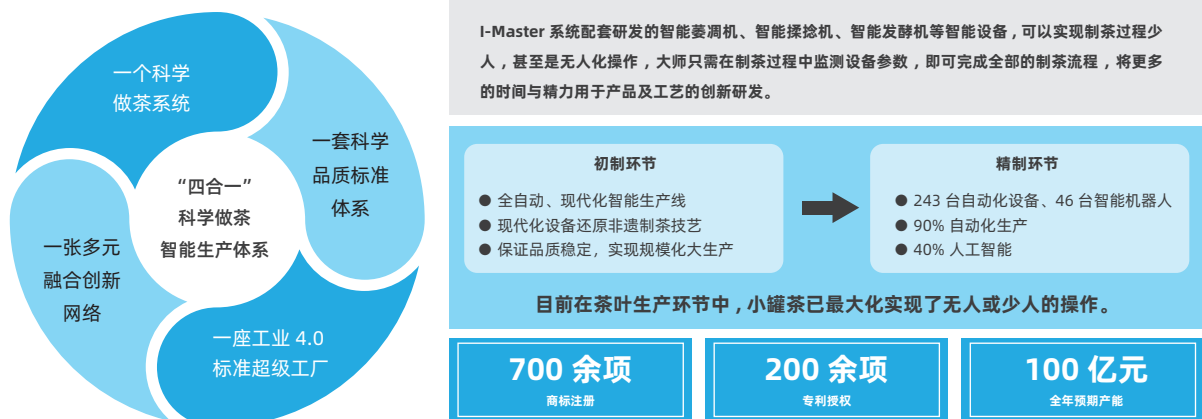 一个科学
做茶系统
一套科学
品质标准
体系
“四合一”
科学做茶
智能生产体系
一张多元
融合创新
网络
一座工业 4.0
标准超级工厂
I-Master 系统配套研发的智能萎凋机、智能揉捻机、智能发酵机等智能设备，可以实现制茶过程少
人，甚至是无人化操作，大师只需在制茶过程中监测设备参数，即可完成全部的制茶流程，将更多
的时间与精力用于产品及工艺的创新研发。
初制环节
● 全自动、现代化智能生产线
● 现代化设备还原非遗制茶技艺
● 保证品质稳定，实现规模化大生产
精制环节
● 243 台自动化设备、46 台智能机器人
● 90% 自动化生产
● 40% 人工智能
目前在茶叶生产环节中，小罐茶已最大化实现了无人或少人的操作。
700 余项
商标注册
200 余项
专利授权
100 亿元
全年预期产能